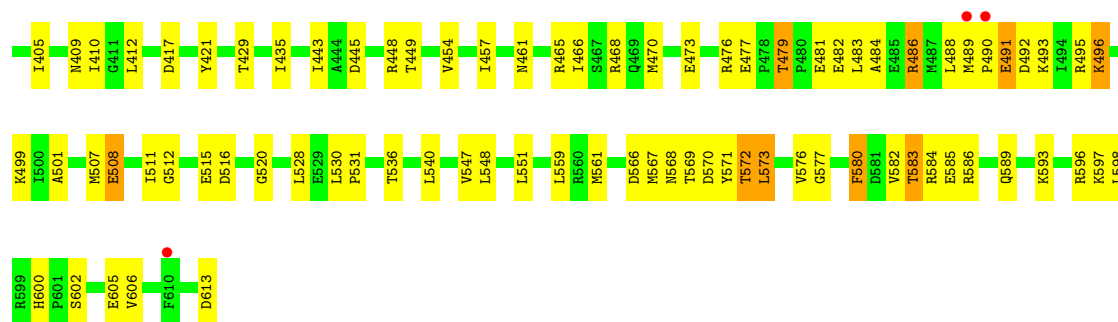 I405 N409 I410 G411 L412 D417 Y421 T429 I435 I443 A444 D445 R448 T449 V454 I457 N461 R465 I466 S467 R468 Q469 M470 E473 R476 E477 P478 T479 P480 E481 E482 L483 A484 E485 R486 M487 L488 M489 P490 E491 D492 K493 I494 R495 K496
K499 I500 A501 M507 E508 I511 G512 E515 D516 G520 L528 E529 L530 P531 T536 L540 V547 L548 L551 L559 R560 M561 D566 M567 N568 T569 D570 Y571 T572 L573 V576 G577 F580 D581 V582 T583 R584 E585 R586 Q589 K593 R596 K597
R599 H600 P601 S602 E605 V606 F610 D613